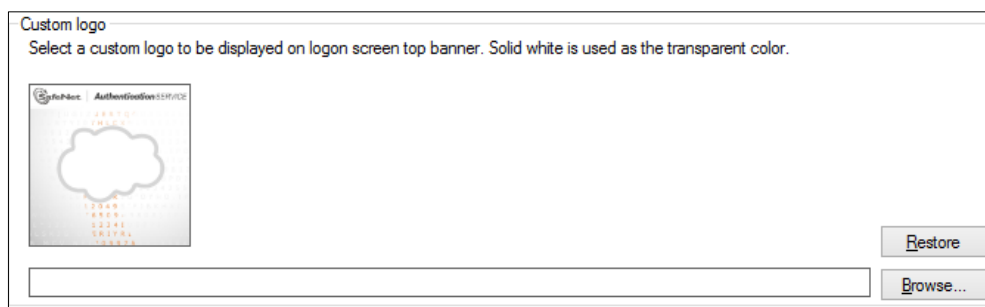 Custom logo
Select a custom logo to be displayed on logon screen top banner. Solid white is used as the transparent color.
SafeNet | Authentication SERVICE
Restore
Browse...